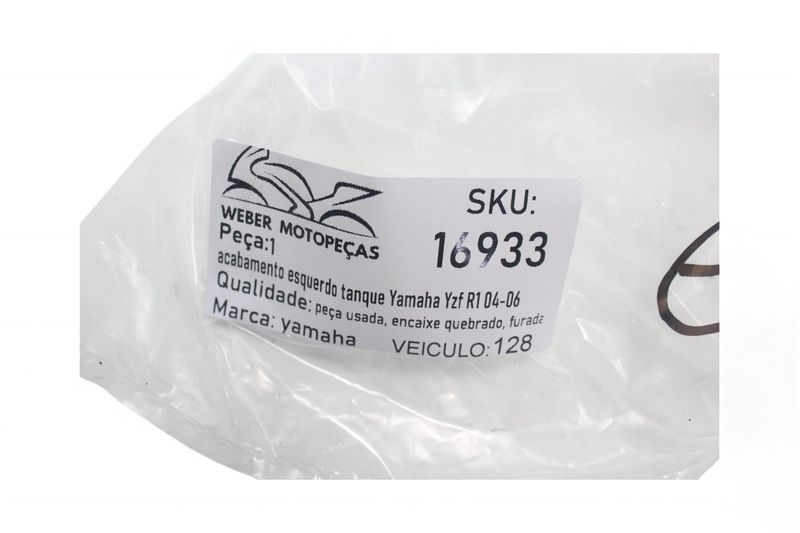 WEBER MOTOPEÇAS
SKU:
16933
Peça:1
acabamento esquerdo tanque Yamaha Yzf R1 04-06
Qualidade: peça usada, encaixe quebrado, furada
Marca: yamaha
VEICULO: 128